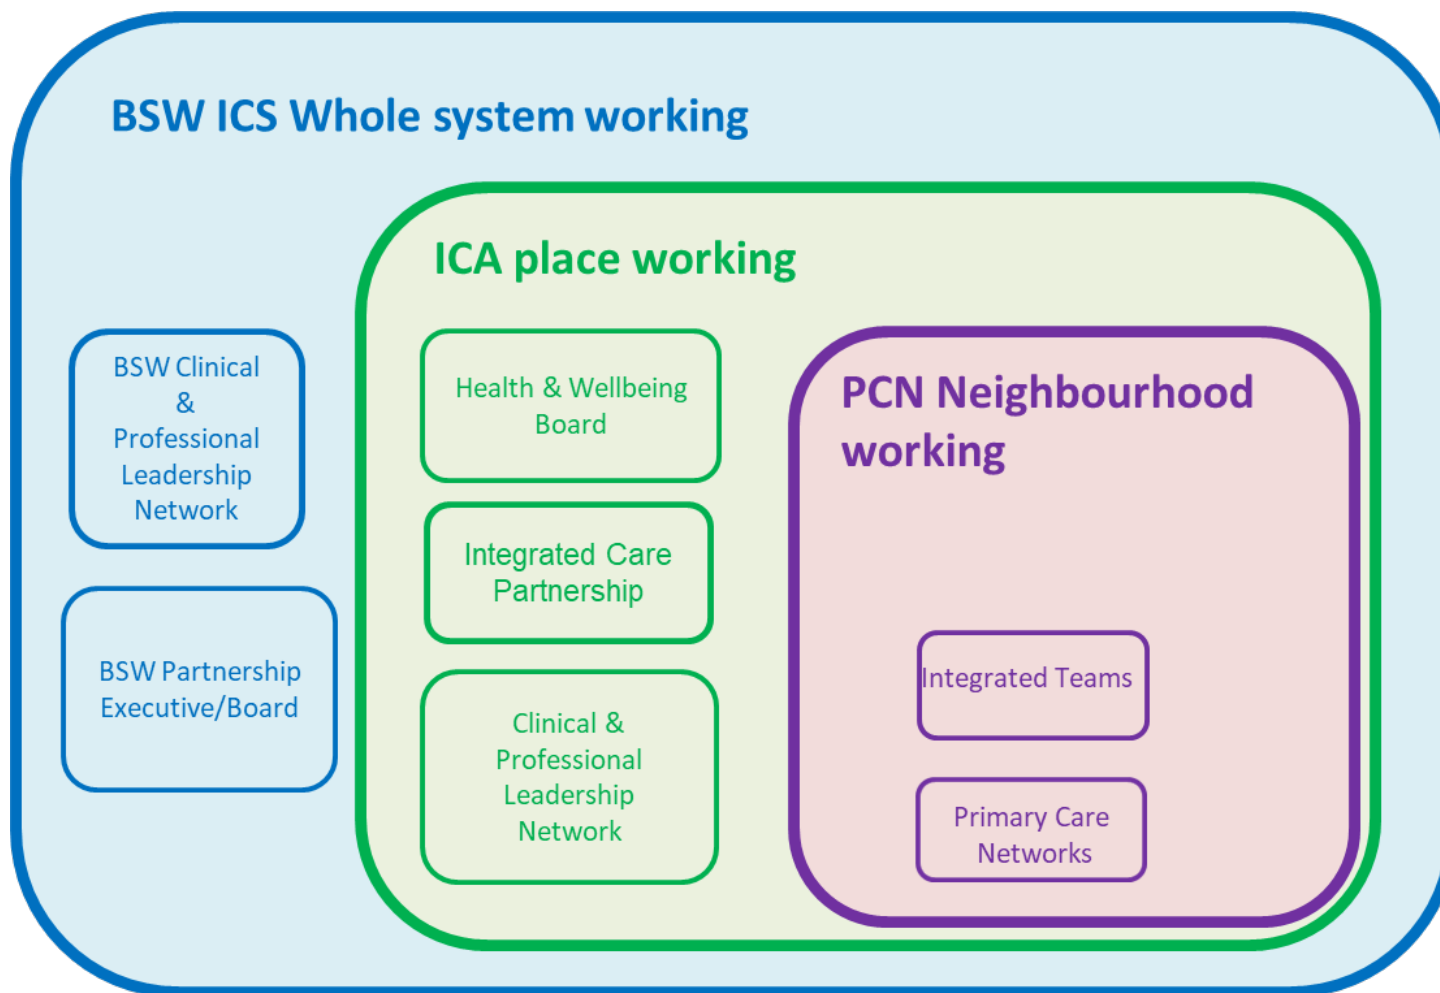 BSW ICS Whole system working
ICA place working
BSW Clinical
&
Professional
Leadership
Network
BSW Partnership
Executive/Board
Health & Wellbeing
Board
Integrated Care
Partnership
Clinical &
Professional
Leadership
Network
PCN Neighbourhood
working
Integrated Teams
Primary Care
Networks